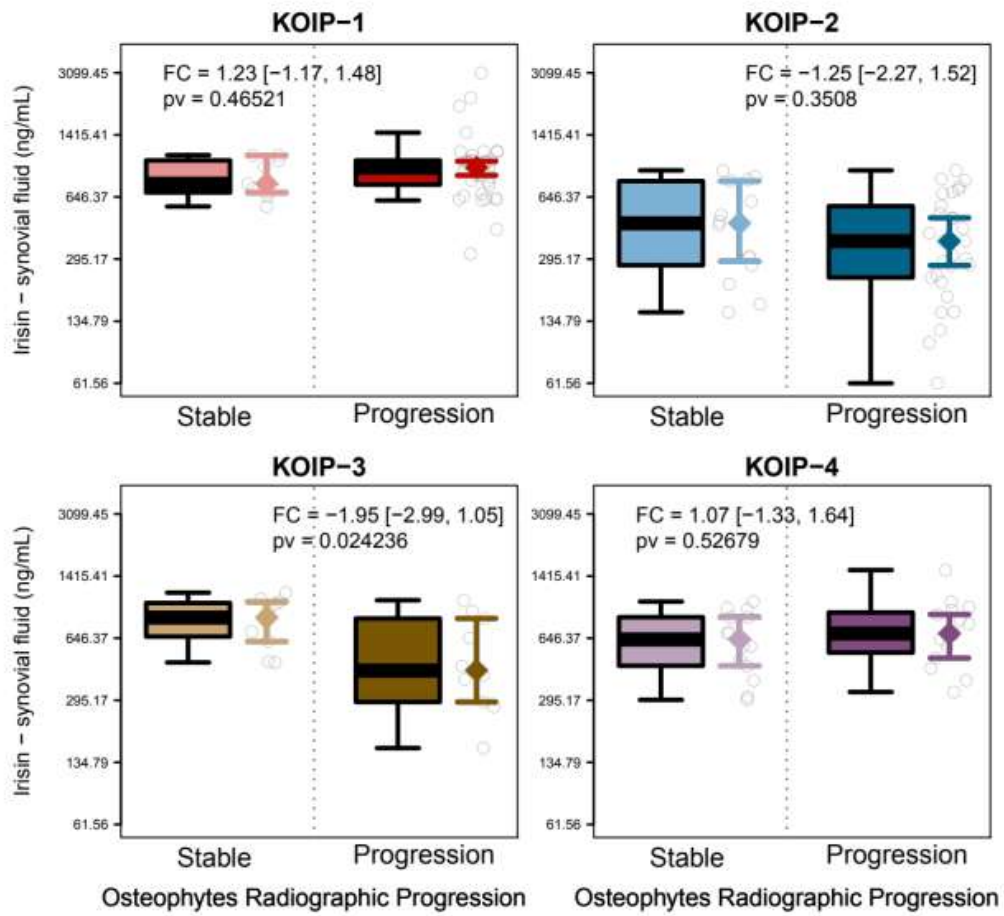 KOIP−1
KOIP−2
Irisin − synovial fluid (ng/mL)
3099.45
1415.41
646.37
295.17
134.79
61.56
FC = 1.23 [−1.17, 1.48]
pv = 0.46521
Stable
Progression
3099.45
1415.41
646.37
295.17
134.79
61.56
FC = −1.25 [−2.27, 1.52]
pv = 0.3508
Stable
Progression
KOIP−3
KOIP−4
Irisin − synovial fluid (ng/mL)
3099.45
1415.41
646.37
295.17
134.79
61.56
FC = −1.95 [−2.99, 1.05]
pv = 0.024236
Stable
Progression
Osteophytes Radiographic Progression
3099.45
1415.41
646.37
295.17
134.79
61.56
FC = 1.07 [−1.33, 1.64]
pv = 0.52679
Stable
Progression
Osteophytes Radiographic Progression